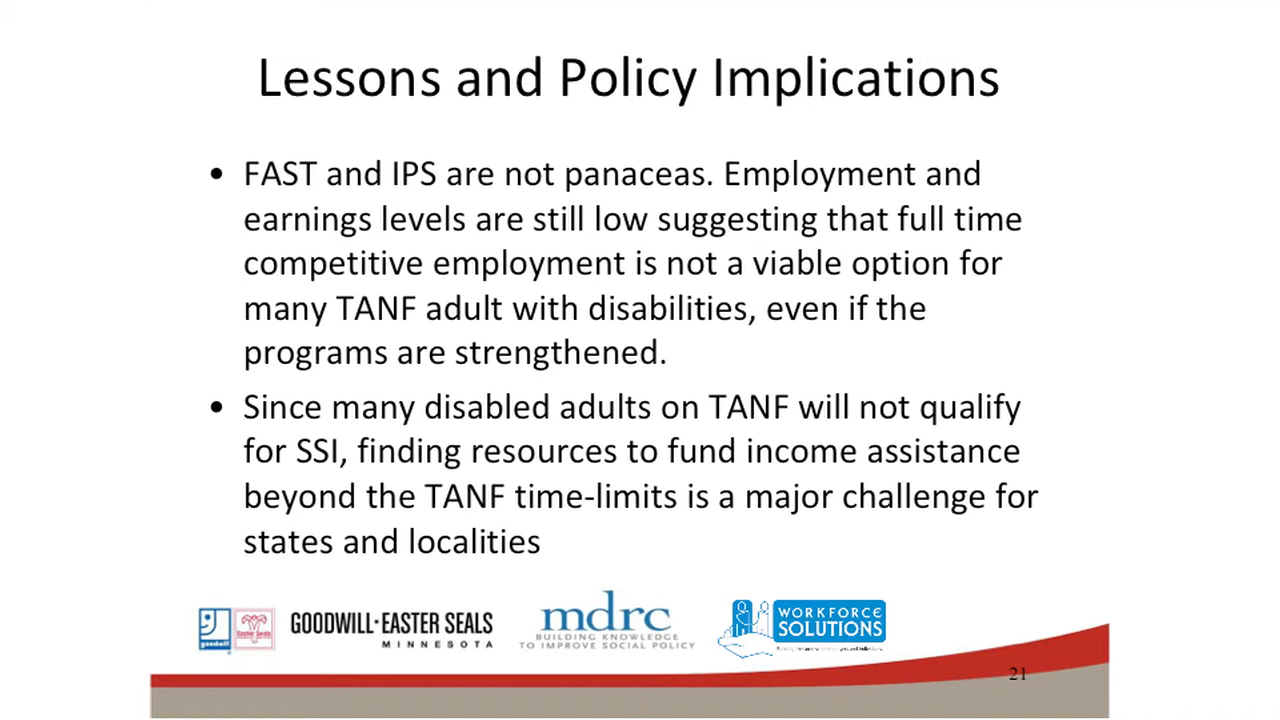 Lessons and Policy Implications
• FAST and IPS are not panaceas. Employment and
earnings levels are still low suggesting that full time
competitive employment is not a viable option for
many TANF adult with disabilities, even if the
programs are strengthened.
• Since many disabled adults on TANF will not qualify
for SSI, finding resources to fund income assistance
beyond the TANF time-limits is a major challenge for
states and localities
goodwill
Easter Seals
GOODWILL·EASTER SEALS
MINNESOTA
mdrc
BUILDING KNOWLEDGE
TO IMPROVE SOCIAL POLICY
WORKFORCE
SOLUTIONS
21